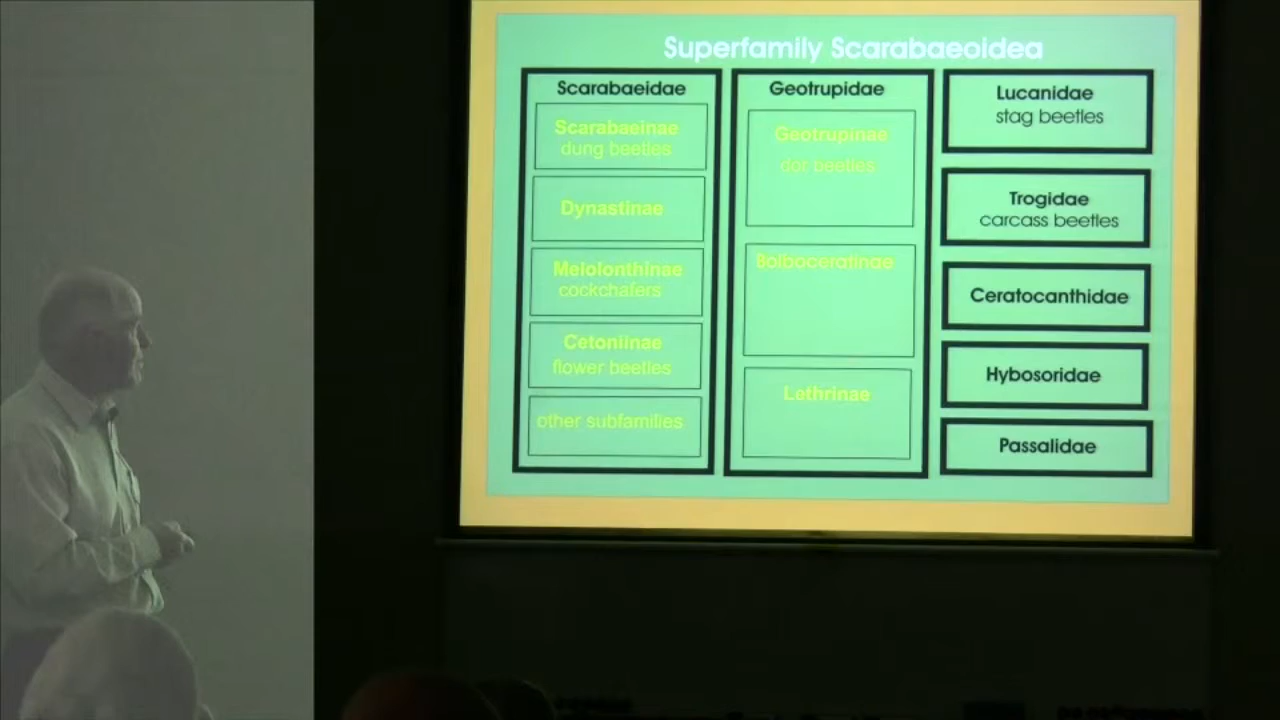 Superfamily Scarabaeoidea
Scarabaeidae
Scarabaeinae
dung beetles
Dynastinae
Melolonthinae
cockchafers
Cetoniinae
flower beetles
other subfamilies
Geotrupidae
Geotrupinae
dor beetles
Bolboceratinae
Lethrinae
Lucanidae
stag beetles
Trogidae
carcass beetles
Ceratocanthidae
Hybosoridae
Passalidae